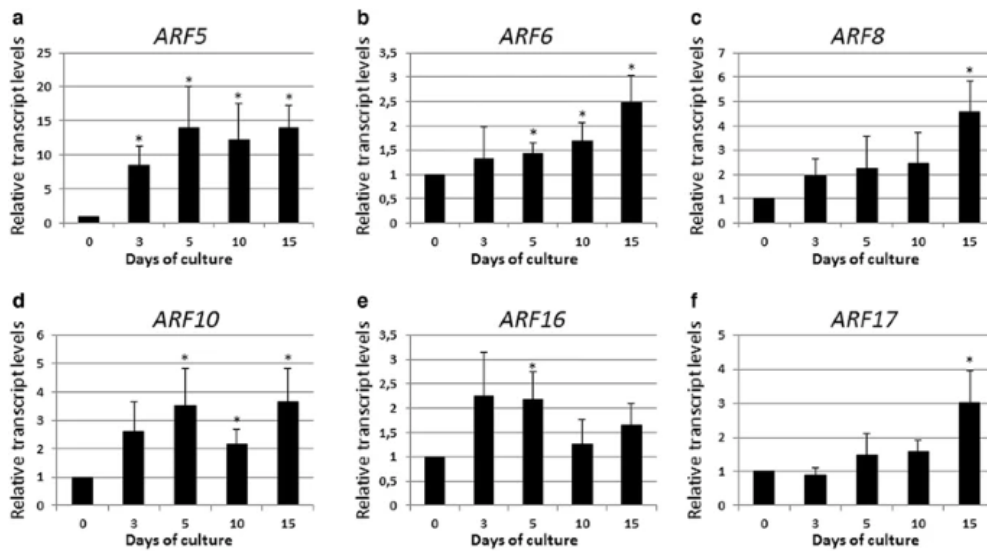 a
ARF5
Relative transcript levels
25
20
15
10
5
0
* * * *
0 3 5 10 15
Days of culture
b
ARF6
Relative transcript levels
3,5
3
2,5
2
1,5
1
0,5
0
* * *
0 3 5 10 15
Days of culture
c
ARF8
Relative transcript levels
7
6
5
4
3
2
1
0
*
0 3 5 10 15
Days of culture
d
ARF10
Relative transcript levels
6
5
4
3
2
1
0
* * *
0 3 5 10 15
Days of culture
e
ARF16
Relative transcript levels
3,5
3
2,5
2
1,5
1
0,5
0
*
0 3 5 10 15
Days of culture
f
ARF17
Relative transcript levels
5
4
3
2
1
0
*
0 3 5 10 15
Days of culture